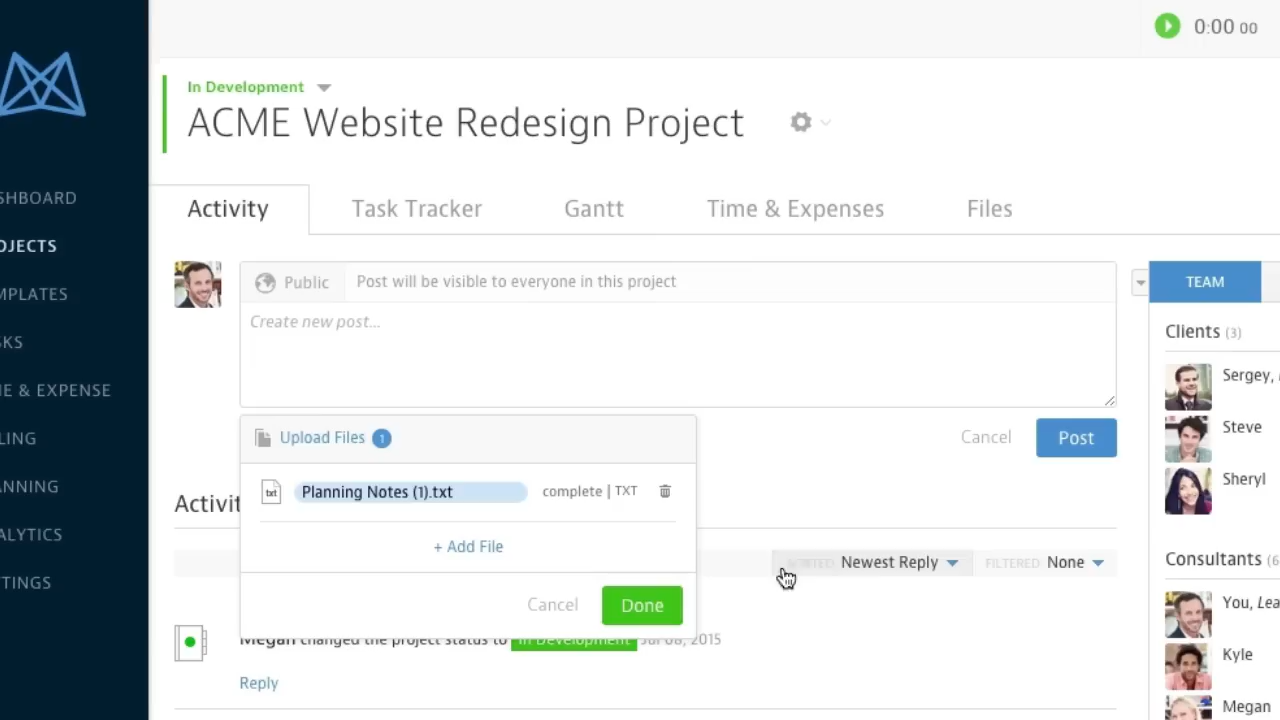 0:00 00
In Development
ACME Website Redesign Project
SHBOARD
OJECTS
MPLATES
SKS
E & EXPENSE
LING
ANNING
ALYTICS
TINGS
Activity
Task Tracker
Gantt
Time & Expenses
Files
Public
Post will be visible to everyone in this project
Create new post...
Upload Files 1
Cancel
Post
txt
Planning Notes (1).txt
complete | TXT
+ Add File
Cancel
Done
Activit
Newest Reply
FILTERED None
Megan changed the project status to In Development Jul 08, 2015
Reply
TEAM
Clients (3)
Sergey,
Steve
Sheryl
Consultants (6
You, Lea
Kyle
Megan